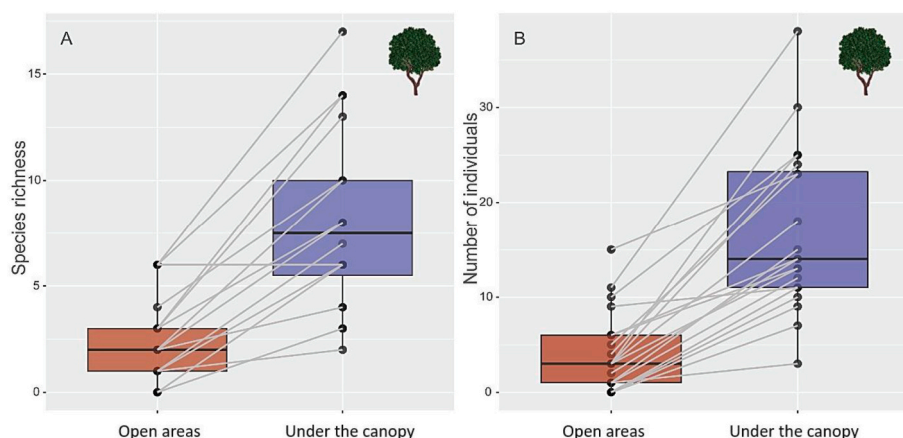 A
Species richness
15
10
5
0
Open areas
Under the canopy
B
Number of individuals
30
20
10
0
Open areas
Under the canopy